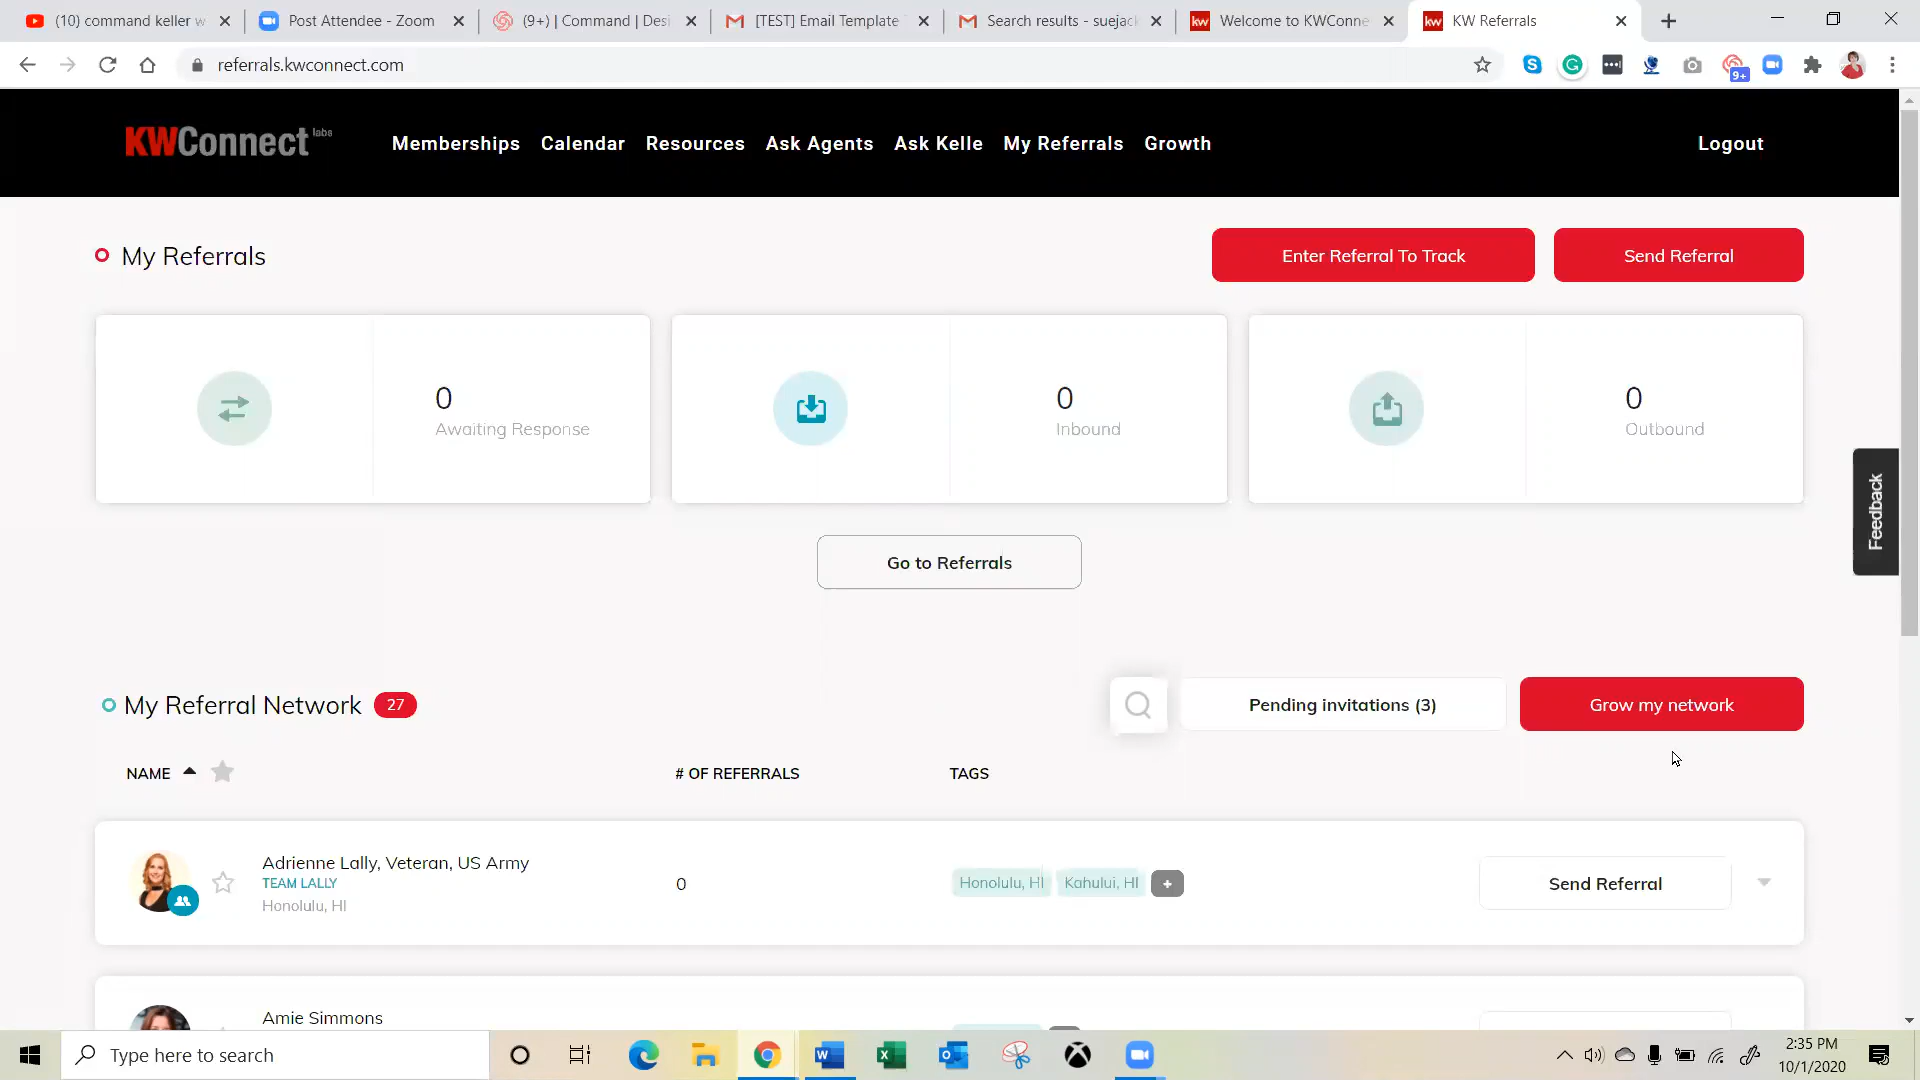 (10) command keller w
Post Attendee - Zoom
(9+) | Command | Desi
[TEST] Email Template
Search results - suejack
Welcome to KWConne
KW Referrals
referrals.kwconnect.com
9+
KWConnect labs
Memberships
Calendar
Resources
Ask Agents
Ask Kelle
My Referrals
Growth
Logout
My Referrals
Enter Referral To Track
Send Referral
0
Awaiting Response
0
Inbound
0
Outbound
Feedback
Go to Referrals
My Referral Network
27
Pending invitations (3)
Grow my network
NAME
# OF REFERRALS
TAGS
Adrienne Lally, Veteran, US Army
TEAM LALLY
Honolulu, HI
0
Honolulu, HI
Kahului, HI
+
Send Referral
Amie Simmons
Type here to search
2:35 PM
10/1/2020